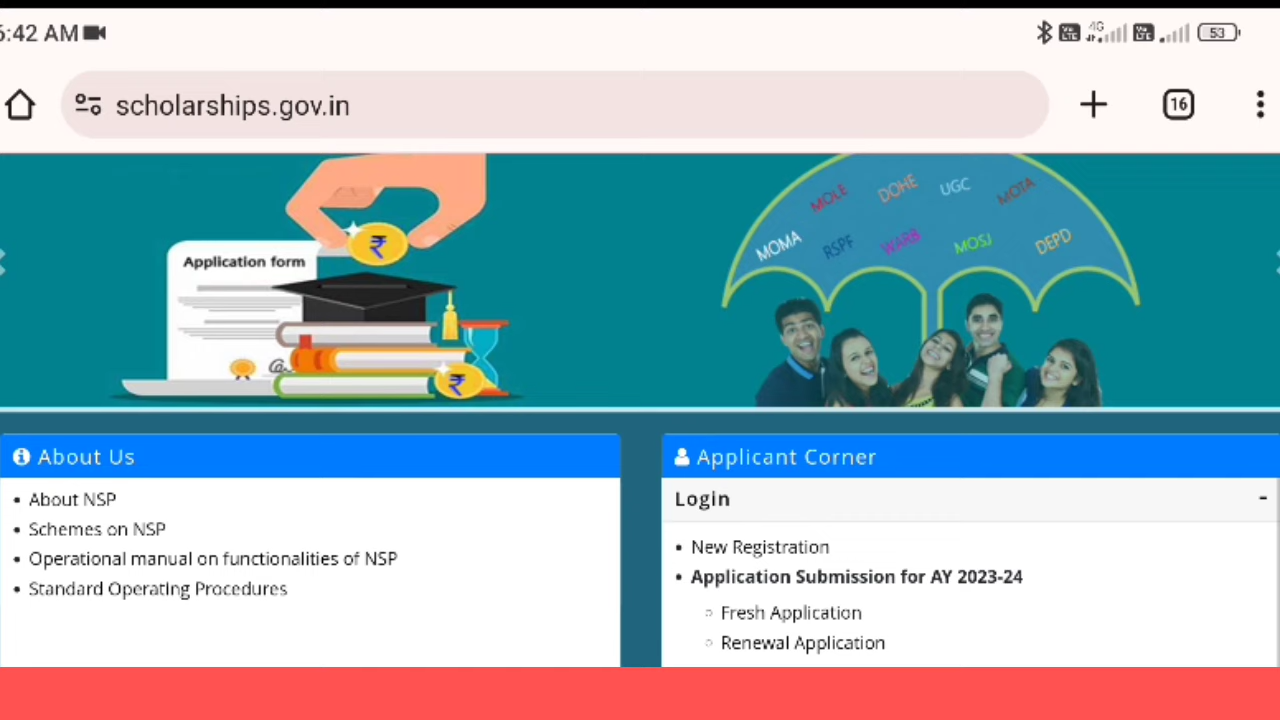 5:42 AM
4G
53
scholarships.gov.in
16
Application form
MOLE DOHE UGC MOTA
MOMA RSPF WARB MOSJ DEPD
About Us
About NSP
Schemes on NSP
Operational manual on functionalities of NSP
Standard Operating Procedures
Applicant Corner
Login
-
New Registration
Application Submission for AY 2023-24
Fresh Application
Renewal Application